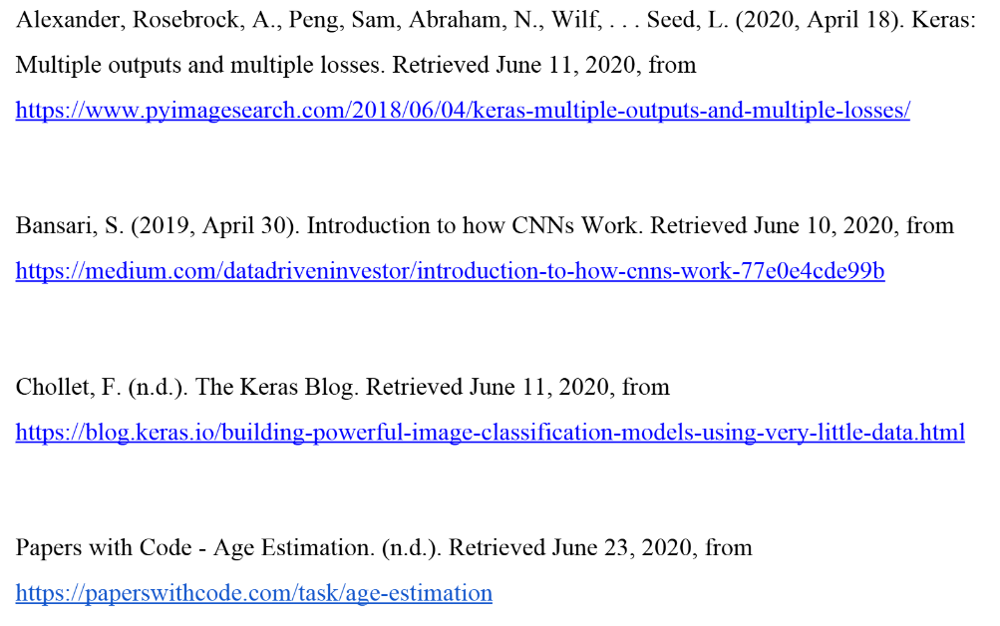 Alexander, Rosebrock, A., Peng, Sam, Abraham, N., Wilf, . . . Seed, L. (2020, April 18). Keras:
Multiple outputs and multiple losses. Retrieved June 11, 2020, from
https://www.pyimagesearch.com/2018/06/04/keras-multiple-outputs-and-multiple-losses/
Bansari, S. (2019, April 30). Introduction to how CNNs Work. Retrieved June 10, 2020, from
https://medium.com/datadriveninvestor/introduction-to-how-cnns-work-77e0e4cde99b
Chollet, F. (n.d.). The Keras Blog. Retrieved June 11, 2020, from
https://blog.keras.io/building-powerful-image-classification-models-using-very-little-data.html
Papers with Code - Age Estimation. (n.d.). Retrieved June 23, 2020, from
https://paperswithcode.com/task/age-estimation